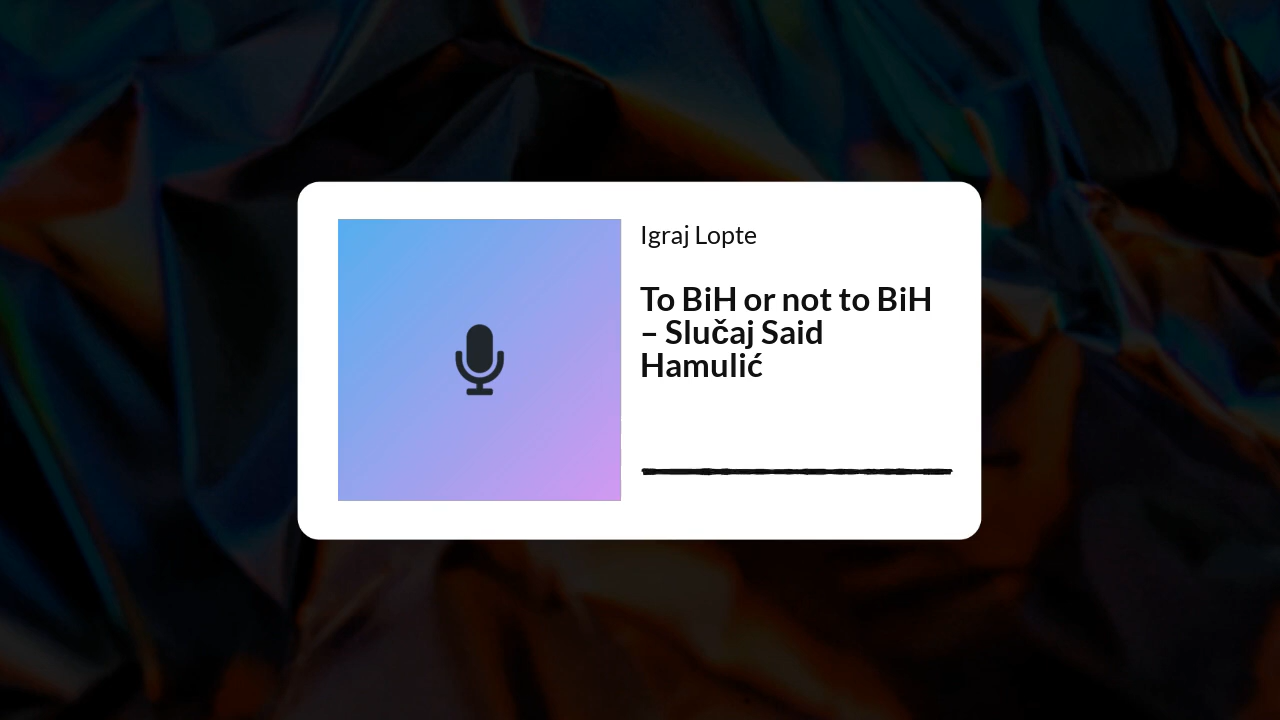 Igraj Lopte
To BiH or not to BiH
– Slučaj Said
Hamulić